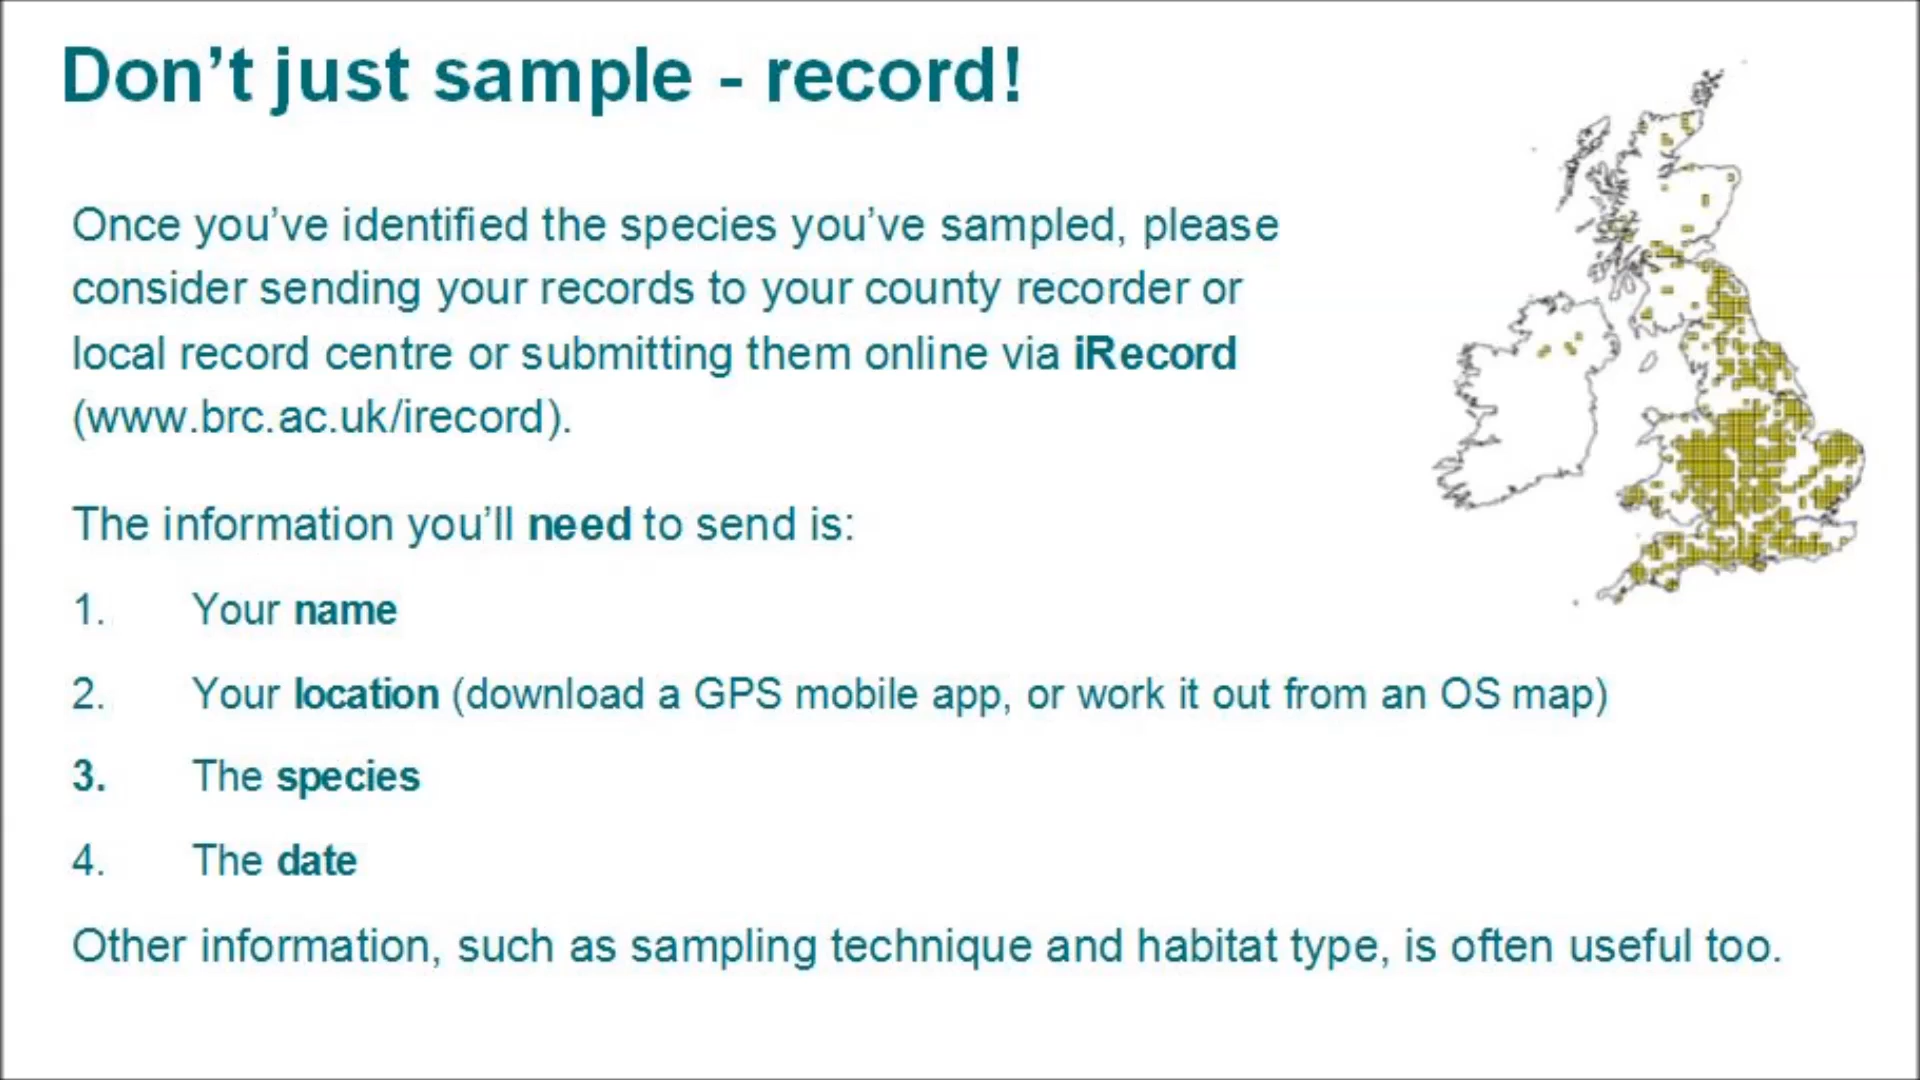 Don't just sample - record!
Once you've identified the species you've sampled, please
consider sending your records to your county recorder or
local record centre or submitting them online via iRecord
(www.brc.ac.uk/irecord).
The information you'll need to send is:
1. Your name
2. Your location (download a GPS mobile app, or work it out from an OS map)
3. The species
4. The date
Other information, such as sampling technique and habitat type, is often useful too.